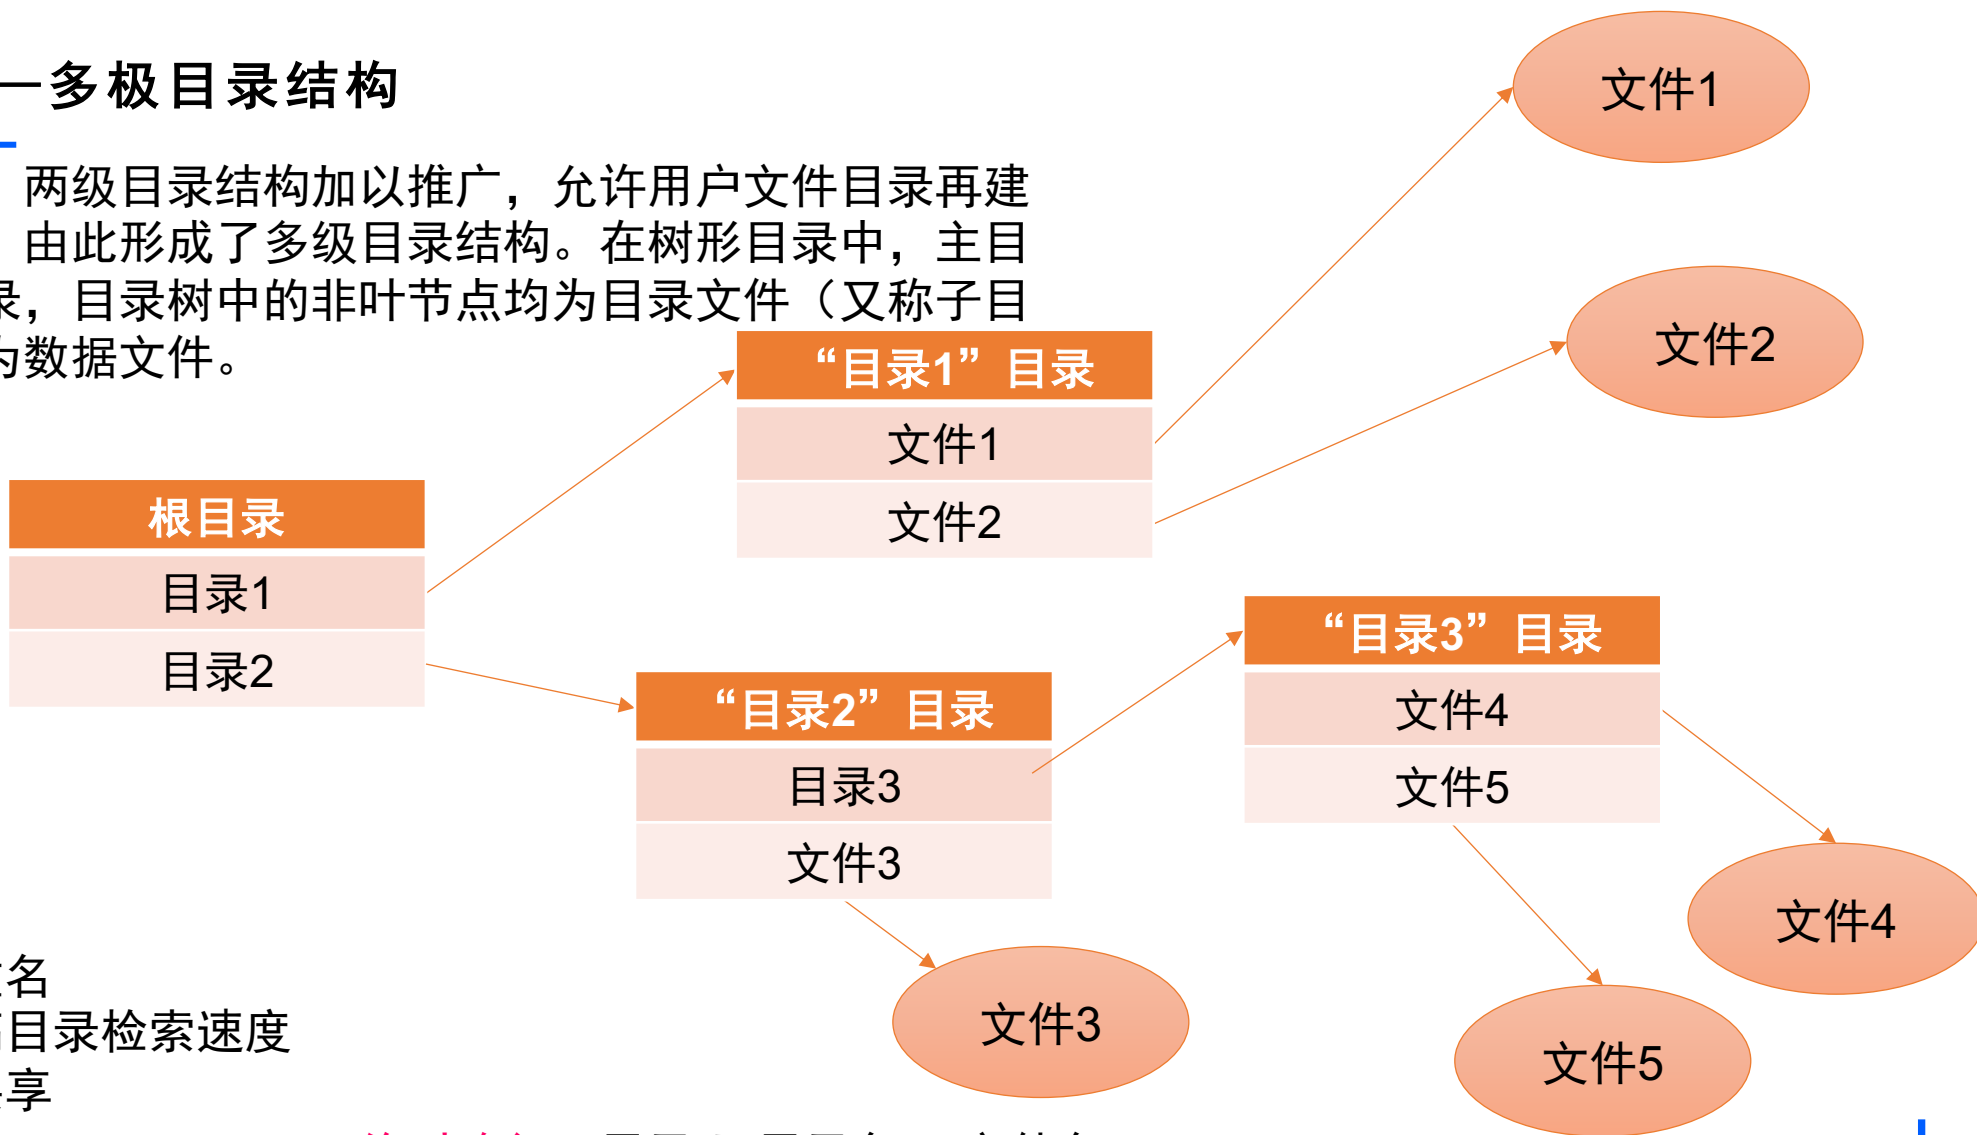 —多极目录结构
两级目录结构加以推广，允许用户文件目录再建
由此形成了多级目录结构。在树形目录中，主目
录，目录树中的非叶节点均为目录文件（又称子目
为数据文件。
“目录1”目录
文件1
文件2
文件1
文件2
根目录
目录1
目录2
“目录2”目录
目录3
文件3
“目录3”目录
文件4
文件5
文件3
文件4
文件5
名
目录检索速度
享